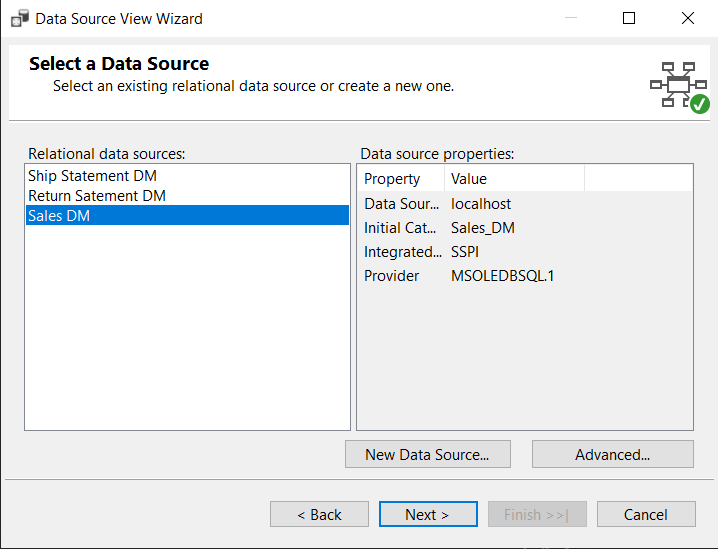 Data Source View Wizard
Select a Data Source
Select an existing relational data source or create a new one.
Relational data sources:
Ship Statement DM
Return Satement DM
Sales DM
Data source properties:
Property Value
Data Sour... localhost
Initial Cat... Sales_DM
Integrated... SSPI
Provider MSOLEDBSQL.1
New Data Source... Advanced...
< Back Next > Finish >>| Cancel